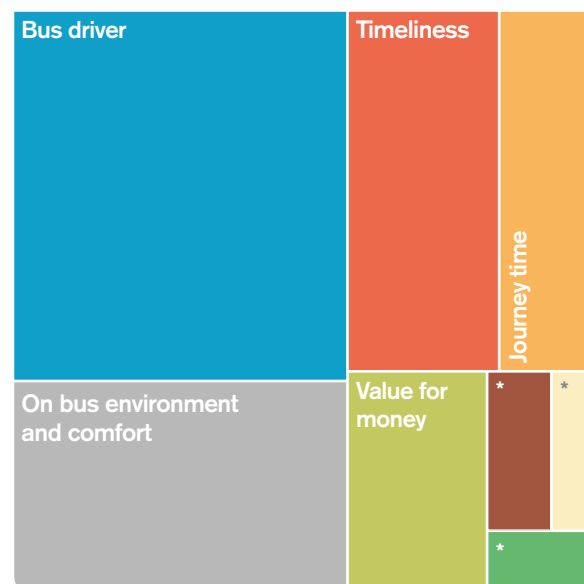 Bus driver
Timeliness
Journey time
On bus environment
and comfort
Value for
money
*
*
*